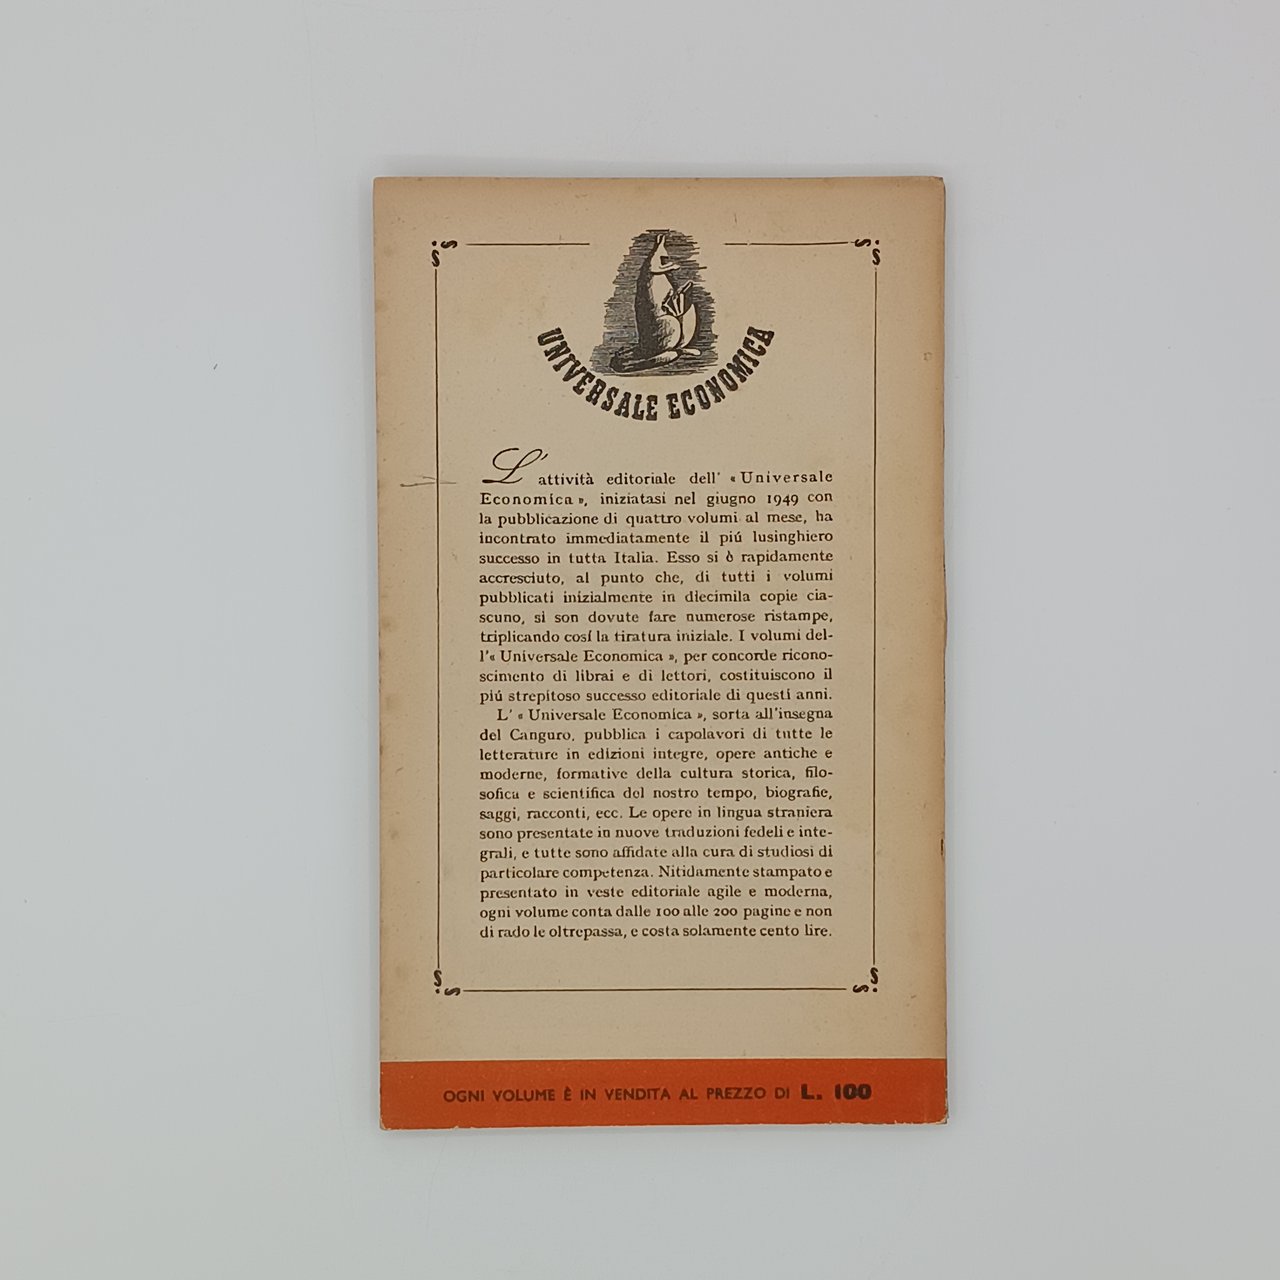 UNIVERSALE ECONOMICA
L'attività editoriale dell' « Universale
Economica », iniziatasi nel giugno 1949 con
la pubblicazione di quattro volumi al mese, ha
incontrato immediatamente il piú lusinghiero
successo in tutta Italia. Esso si è rapidamente
accresciuto, al punto che, di tutti i volumi
pubblicati inizialmente in diecimila copie cia-
scuno, si son dovute fare numerose ristampe,
triplicando cosí la tiratura iniziale. I volumi del-
l'« Universale Economica », per concorde ricono-
scimento di librai e di lettori, costituiscono il
piú strepitoso successo editoriale di questi anni.
L' « Universale Economica », sorta all'insegna
del Canguro, pubblica i capolavori di tutte le
letterature in edizioni integre, opere antiche e
moderne, formative della cultura storica, filo-
sofica e scientifica del nostro tempo, biografie,
saggi, racconti, ecc. Le opere in lingua straniera
sono presentate in nuove traduzioni fedeli e inte-
grali, e tutte sono affidate alla cura di studiosi di
particolare competenza. Nitidamente stampato e
presentato in veste editoriale agile e moderna,
ogni volume conta dalle 100 alle 200 pagine e non
di rado le oltrepassa, e costa solamente cento lire.
OGNI VOLUME È IN VENDITA AL PREZZO DI L. 100